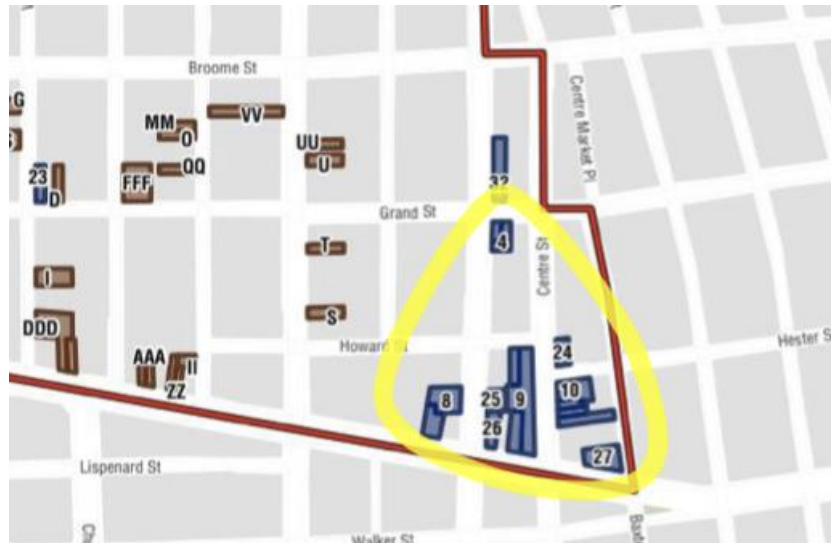 Broome St
G
MM
O
VV
UU
U
QQ
FFF
23
D
32
Centre Market Pl
Grand St
4
T
Centre St
I
S
DDD
Howard St
AAA
II
ZZ
24
Hester S
8
25
9
10
26
27
Lispenard St
Walker St
Baxt